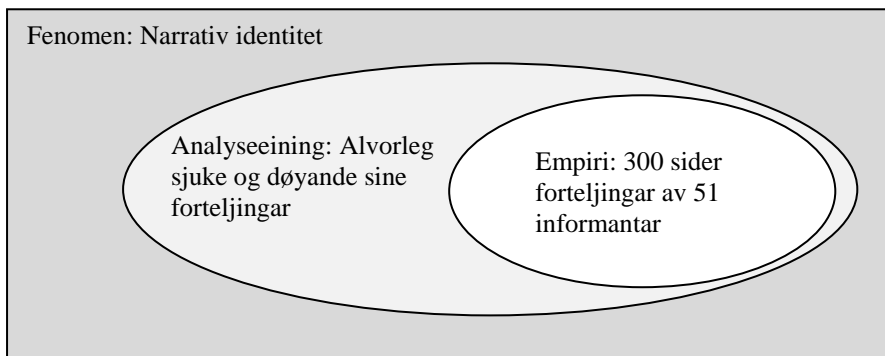 Fenomen: Narrativ identitet
Analyseeining: Alvorleg
sjuke og døyande sine
forteljingar
Empiri: 300 sider
forteljingar av 51
informantar